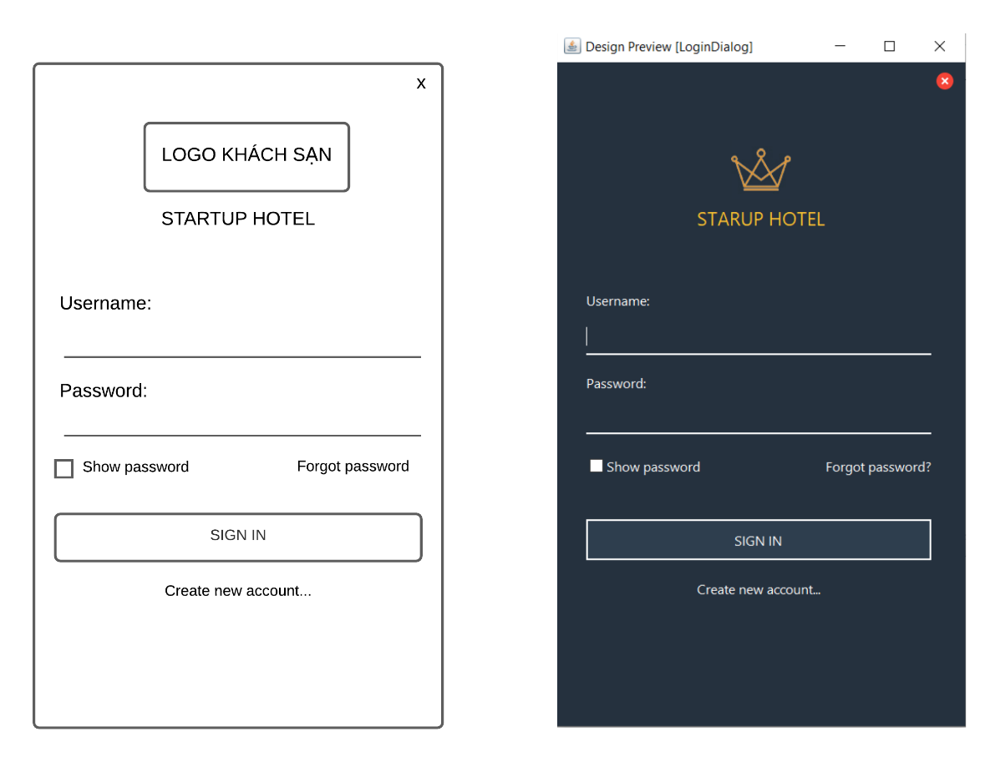 x
LOGO KHÁCH SẠN
STARTUP HOTEL
Username:
Password:
Show password
Forgot password
SIGN IN
Create new account...
Design Preview [LoginDialog]
STARUP HOTEL
Username:
Password:
Show password
Forgot password?
SIGN IN
Create new account...